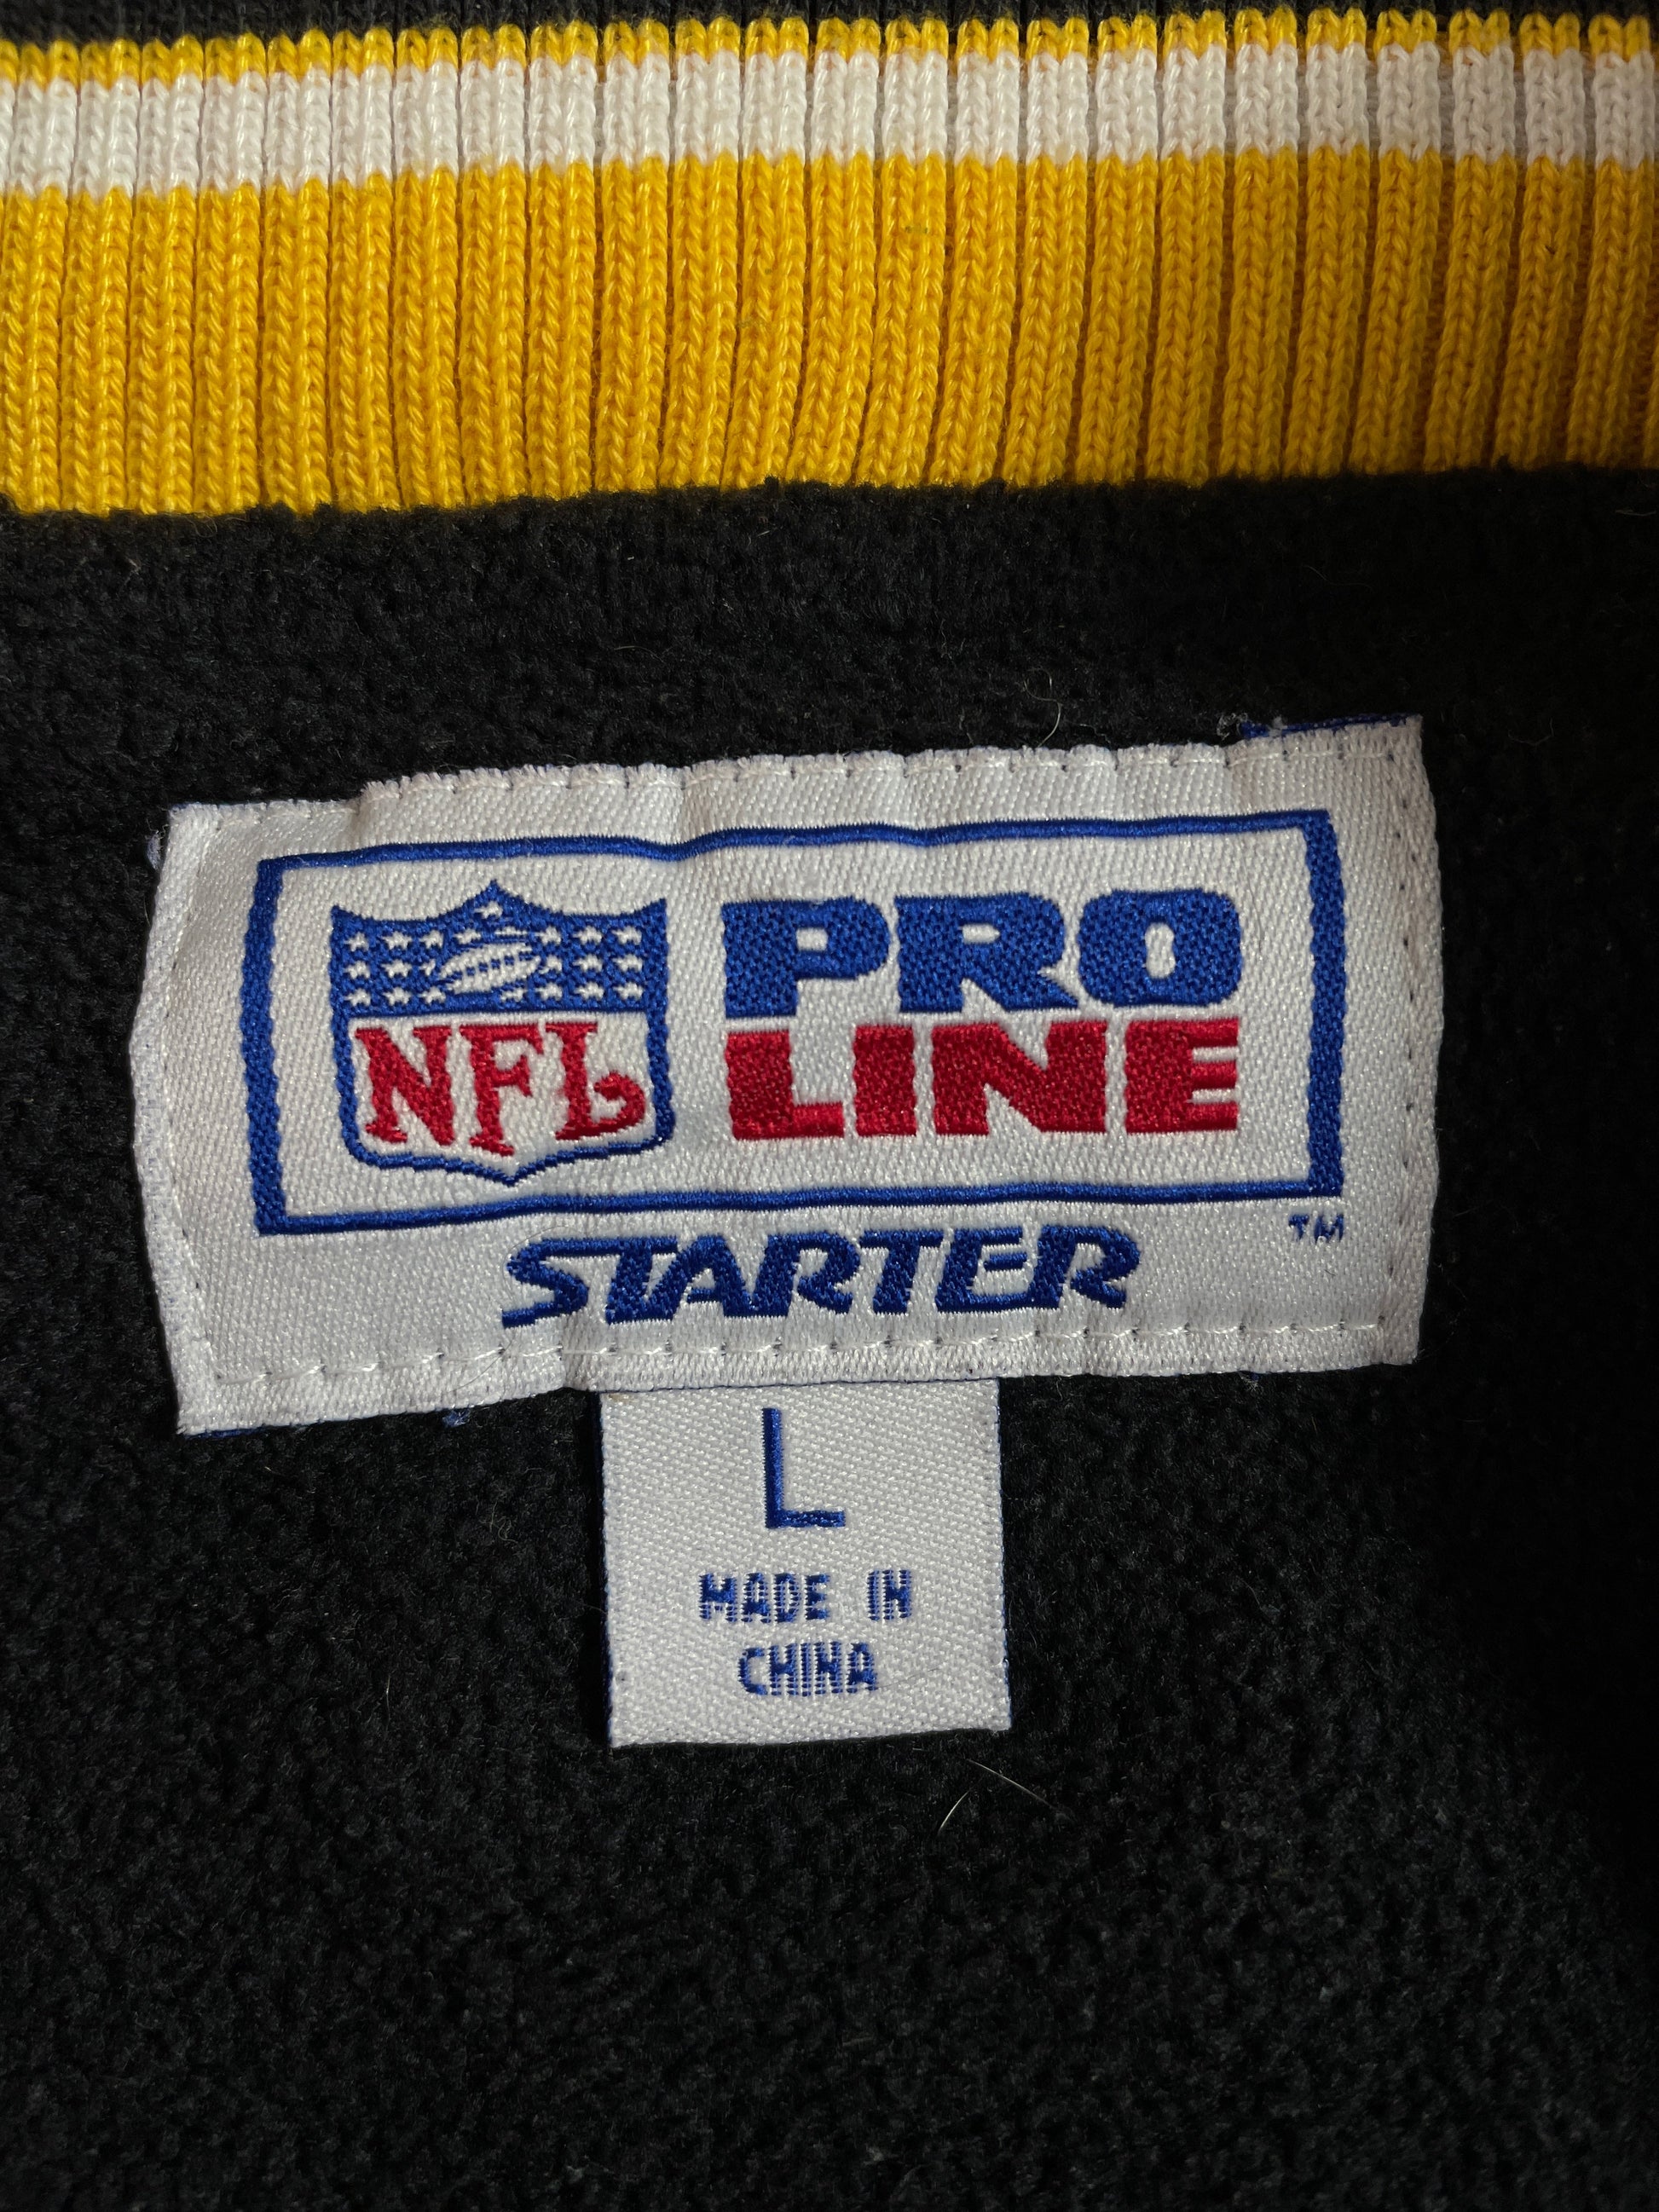 NFL
PRO
LINE
™
STARTER
L
MADE IN
CHINA